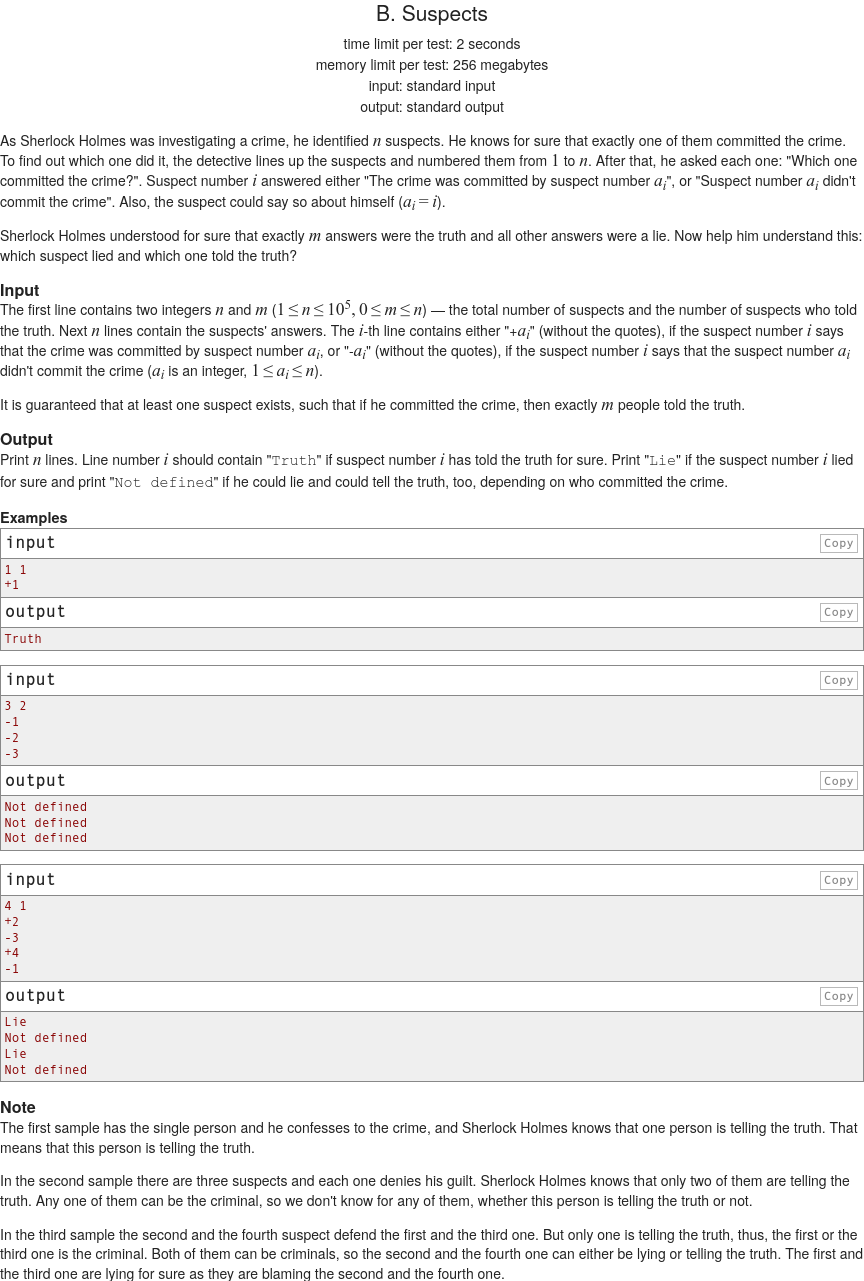 B. Suspects
time limit per test: 2 seconds
memory limit per test: 256 megabytes
input: standard input
output: standard output
As Sherlock Holmes was investigating a crime, he identified n suspects. He knows for sure that exactly one of them committed the crime.
To find out which one did it, the detective lines up the suspects and numbered them from 1 to n. After that, he asked each one: "Which one
committed the crime?". Suspect number i answered either "The crime was committed by suspect number aᵢ", or "Suspect number aᵢ didn't
commit the crime". Also, the suspect could say so about himself (aᵢ = i).
Sherlock Holmes understood for sure that exactly m answers were the truth and all other answers were a lie. Now help him understand this:
which suspect lied and which one told the truth?
Input
The first line contains two integers n and m (1 ≤ n ≤ 10⁵, 0 ≤ m ≤ n) — the total number of suspects and the number of suspects who told
the truth. Next n lines contain the suspects' answers. The i-th line contains either "+aᵢ" (without the quotes), if the suspect number i says
that the crime was committed by suspect number aᵢ, or "-aᵢ" (without the quotes), if the suspect number i says that the suspect number aᵢ
didn't commit the crime (aᵢ is an integer, 1 ≤ aᵢ ≤ n).
It is guaranteed that at least one suspect exists, such that if he committed the crime, then exactly m people told the truth.
Output
Print n lines. Line number i should contain "Truth" if suspect number i has told the truth for sure. Print "Lie" if the suspect number i lied
for sure and print "Not defined" if he could lie and could tell the truth, too, depending on who committed the crime.
Examples
input
Copy
1 1
+1
output
Copy
Truth
input
Copy
3 2
-1
-2
-3
output
Copy
Not defined
Not defined
Not defined
input
Copy
4 1
+2
-3
+4
-1
output
Copy
Lie
Not defined
Lie
Not defined
Note
The first sample has the single person and he confesses to the crime, and Sherlock Holmes knows that one person is telling the truth. That
means that this person is telling the truth.
In the second sample there are three suspects and each one denies his guilt. Sherlock Holmes knows that only two of them are telling the
truth. Any one of them can be the criminal, so we don't know for any of them, whether this person is telling the truth or not.
In the third sample the second and the fourth suspect defend the first and the third one. But only one is telling the truth, thus, the first or the
third one is the criminal. Both of them can be criminals, so the second and the fourth one can either be lying or telling the truth. The first and
the third one are lying for sure as they are blaming the second and the fourth one.